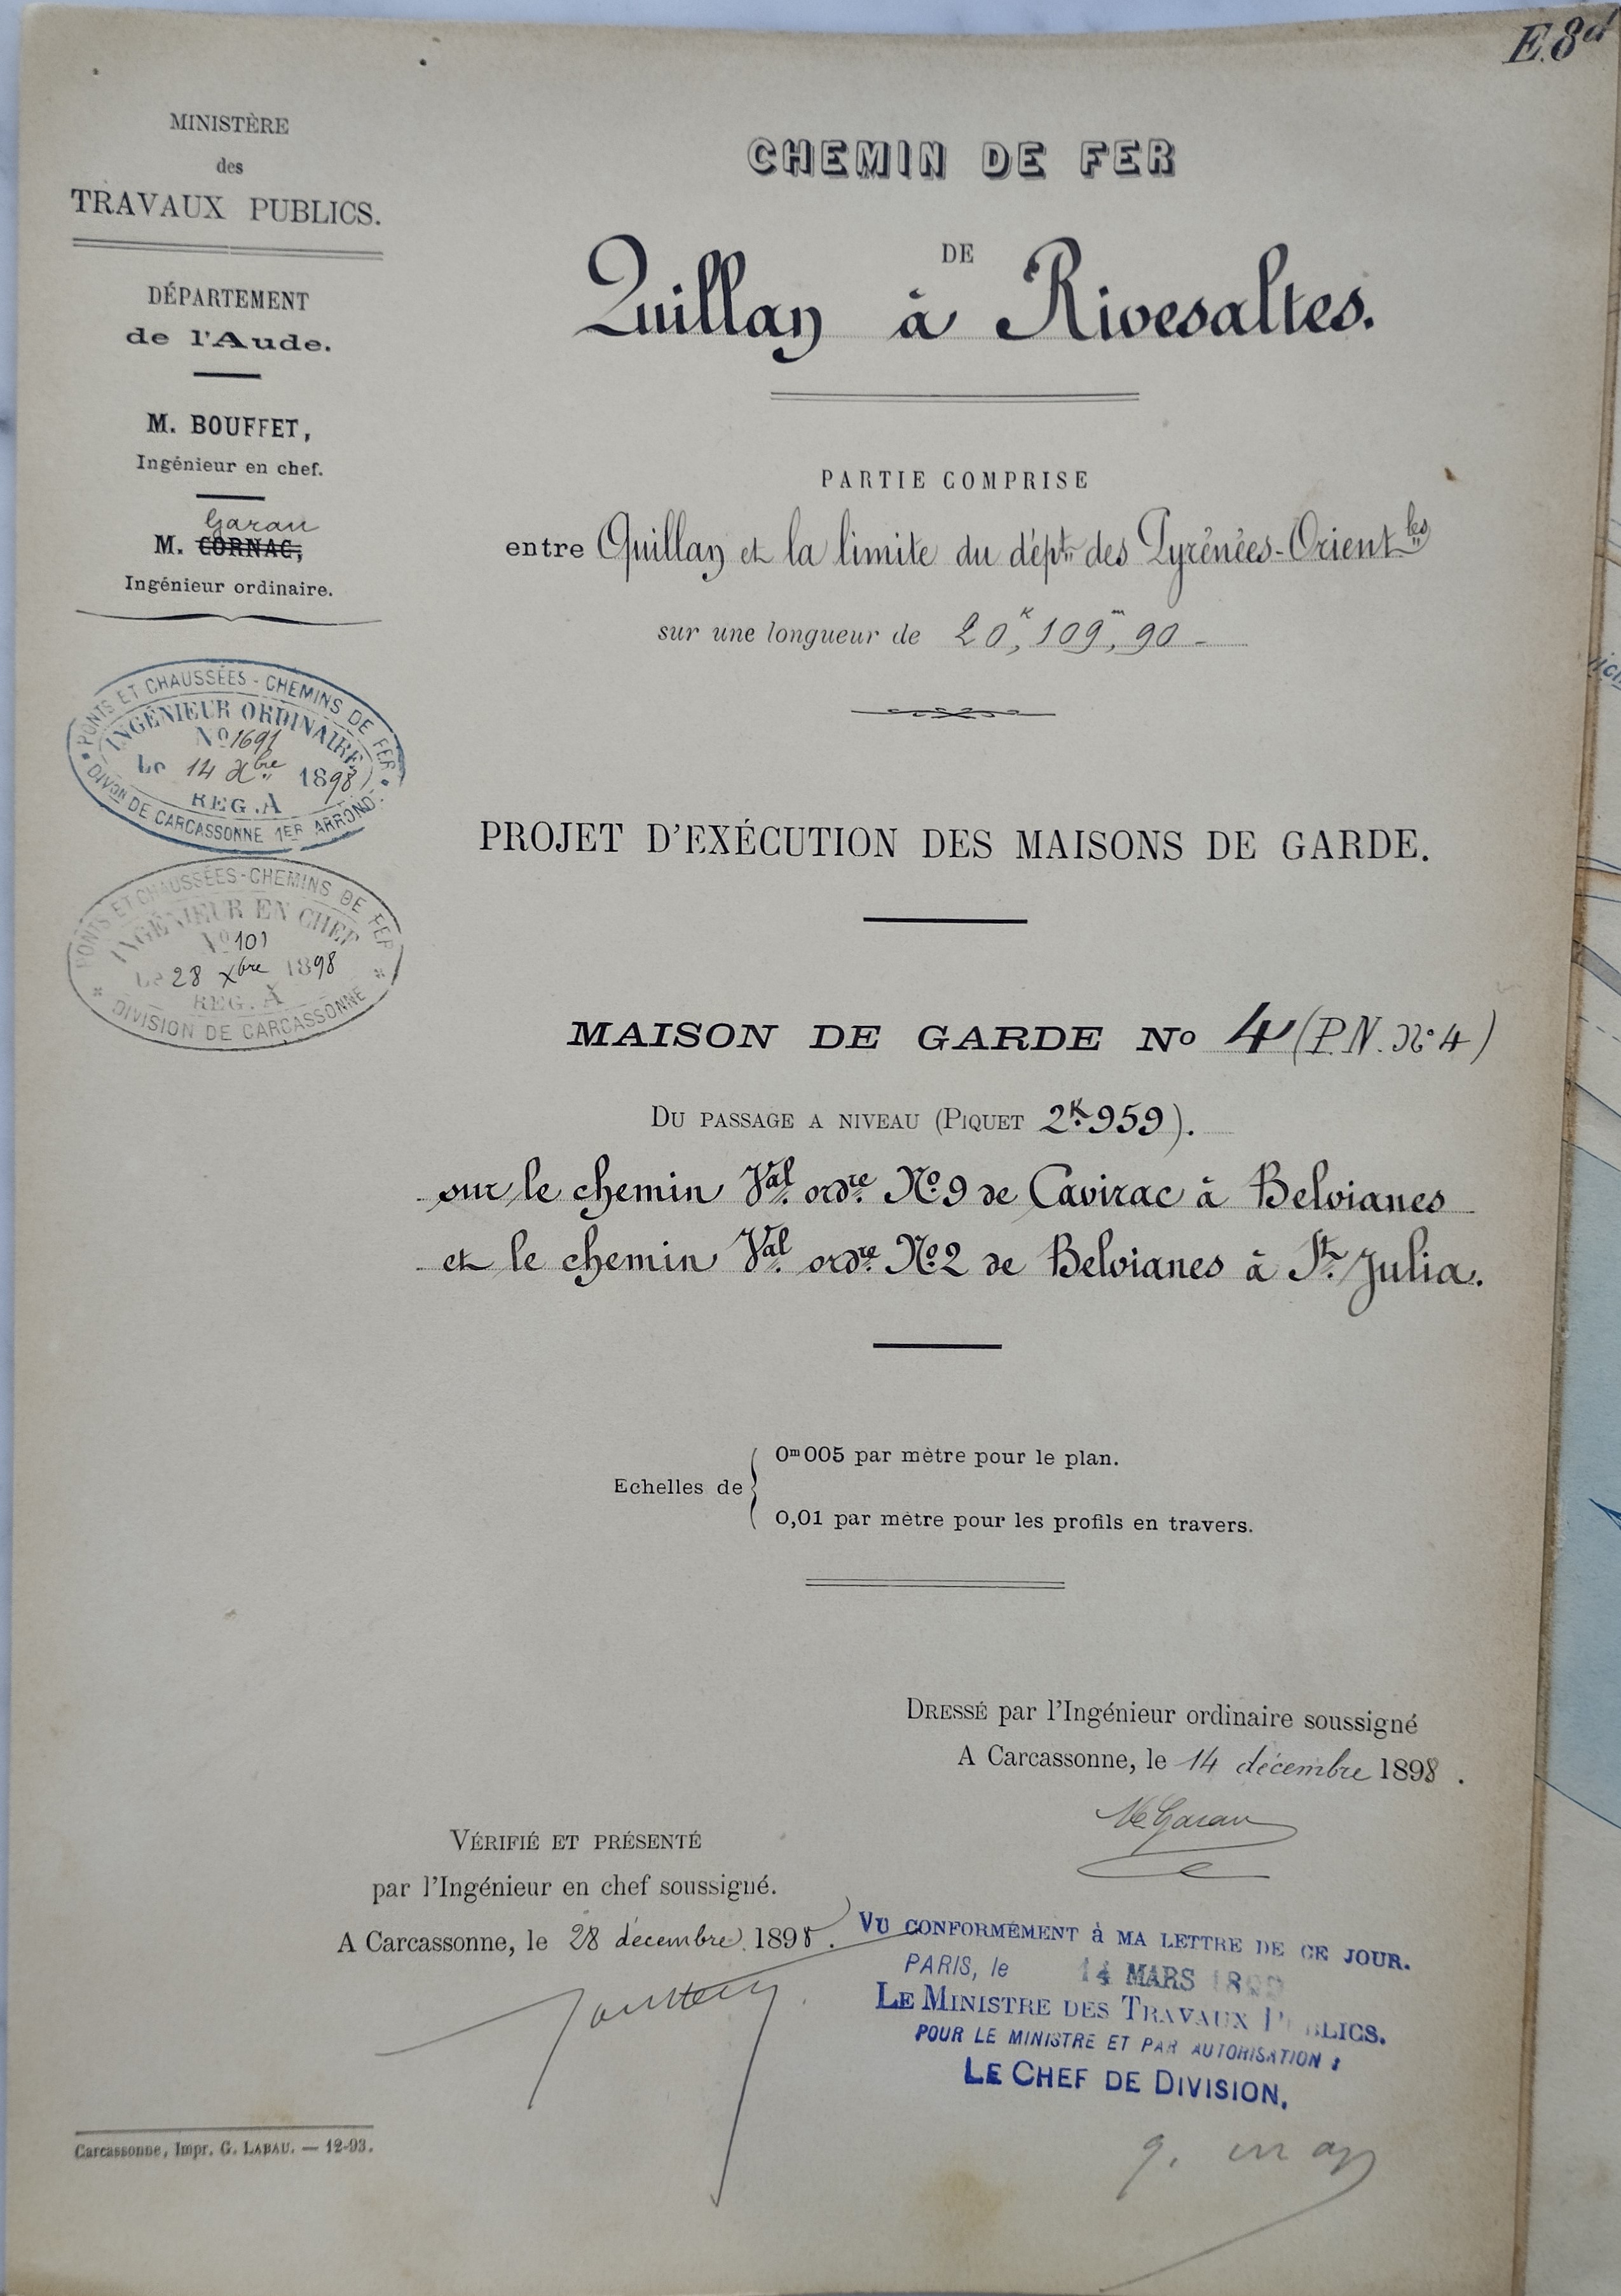 E.8d
MINISTÈRE
des
TRAVAUX PUBLICS.
DÉPARTEMENT
de l'Aude.
M. BOUFFET,
Ingénieur en chef.
Garau
M. CORNAC,
Ingénieur ordinaire.
PONTS ET CHAUSSÉES - CHEMINS DE FER
INGÉNIEUR ORDINAIRE
No 1691
Le 14 Xbre 1898
REG. A
DIVon DE CARCASSONNE 1ER ARROND.
PONTS ET CHAUSSÉES-CHEMINS DE FER
INGÉNIEUR EN CHEF
No 101
Le 28 Xbre 1898
REG. A
DIVISION DE CARCASSONNE
CHEMIN DE FER
DE
Quillan à Rivesaltes.
PARTIE COMPRISE
entre Quillan et la limite du dépt. des Pyrénées-Orientles
sur une longueur de 20K,109m,90 -
PROJET D'EXÉCUTION DES MAISONS DE GARDE.
MAISON DE GARDE No 4 (P.N. No 4)
DU PASSAGE A NIVEAU (PIQUET 2K.959).
sur le chemin Val. ordre. No 9 de Cavirac à Belvianes
et le chemin Val. ordre. No 2 de Belvianes à St. Julia.
Echelles de
0m005 par mètre pour le plan.
0,01 par mètre pour les profils en travers.
DRESSÉ par l'Ingénieur ordinaire soussigné
A Carcassonne, le 14 décembre 1898.
Garau
VÉRIFIÉ ET PRÉSENTÉ
par l'Ingénieur en chef soussigné.
A Carcassonne, le 28 décembre 1898.
VU CONFORMÉMENT à MA LETTRE DE CE JOUR.
PARIS, le 14 MARS 1899
LE MINISTRE DES TRAVAUX PUBLICS.
POUR LE MINISTRE ET PAR AUTORISATION :
LE CHEF DE DIVISION,
Carcassonne, Impr. G. LABAU. — 12-93.